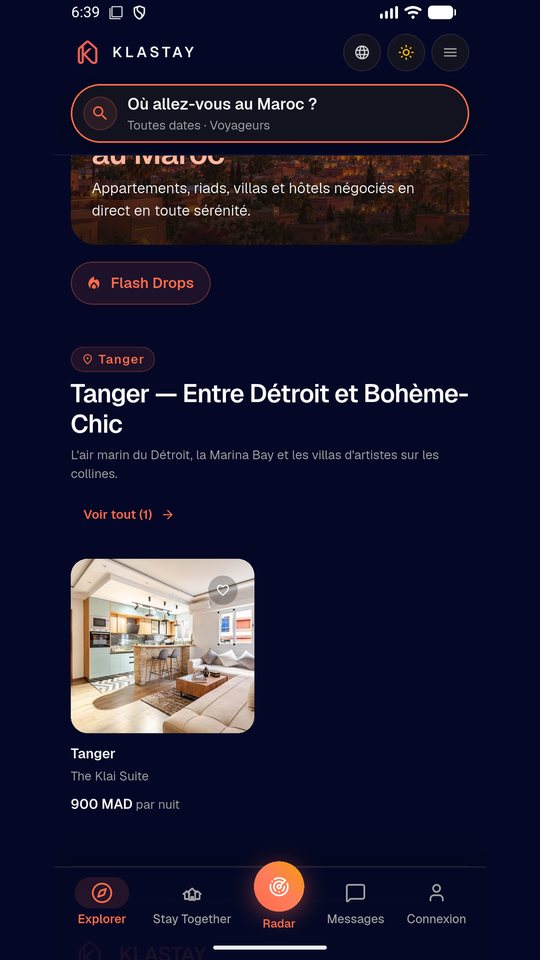 6:39
KLASTAY
Où allez-vous au Maroc ?
Toutes dates · Voyageurs
au Maroc
Appartements, riads, villas et hôtels négociés en
direct en toute sérénité.
Flash Drops
Tanger
Tanger — Entre Détroit et Bohème-
Chic
L'air marin du Détroit, la Marina Bay et les villas d'artistes sur les
collines.
Voir tout (1)
Tanger
The Klai Suite
900 MAD par nuit
Explorer
Stay Together
Radar
Messages
Connexion
KLASTAY